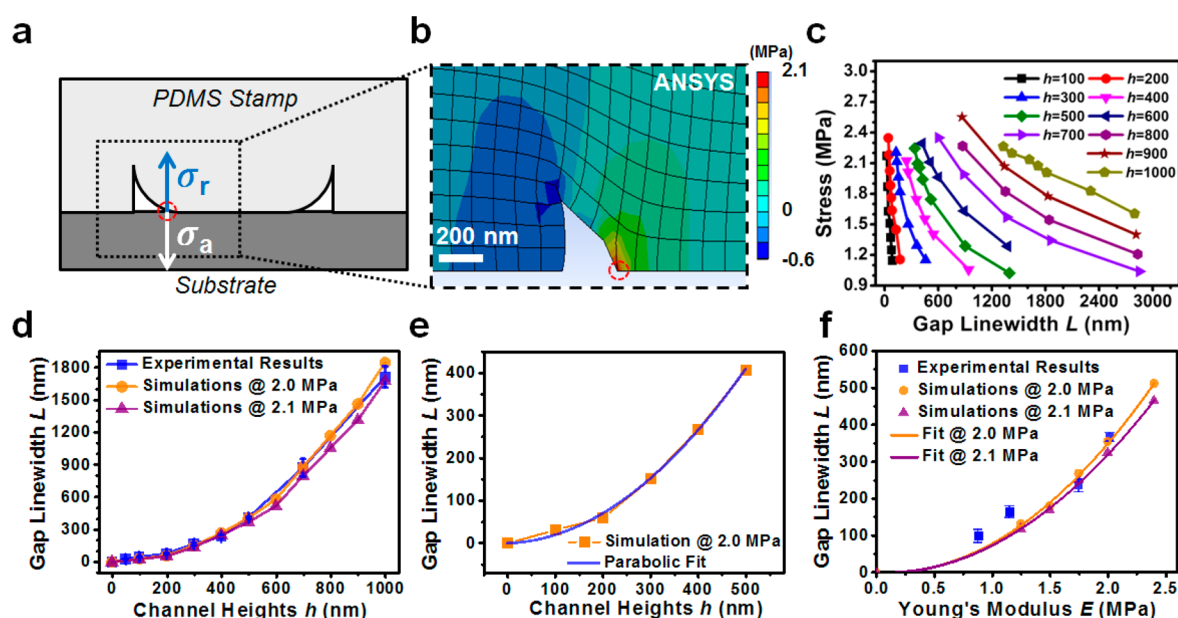 a
PDMS Stamp
σr
σa
Substrate
b
(MPa)
ANSYS
2.1
0
-0.6
200 nm
c
Stress (MPa)
3.0
2.7
2.4
2.1
1.8
1.5
1.2
0.9
h=100 h=200
h=300 h=400
h=500 h=600
h=700 h=800
h=900
h=1000
0 600 1200 1800 2400 3000
Gap Linewidth L (nm)
d
Gap Linewidth L (nm)
1800
1500
1200
900
600
300
0
Experimental Results
Simulations @ 2.0 MPa
Simulations @ 2.1 MPa
0 200 400 600 800 1000
Channel Heights h (nm)
e
Gap Linewidth L (nm)
400
300
200
100
0
Simulation @ 2.0 MPa
Parabolic Fit
0 100 200 300 400 500
Channel Heights h (nm)
f
Gap Linewidth L (nm)
600
500
400
300
200
100
0
Experimental Results
Simulations @ 2.0 MPa
Simulations @ 2.1 MPa
Fit @ 2.0 MPa
Fit @ 2.1 MPa
0.0 0.5 1.0 1.5 2.0 2.5
Young's Modulus E (MPa)